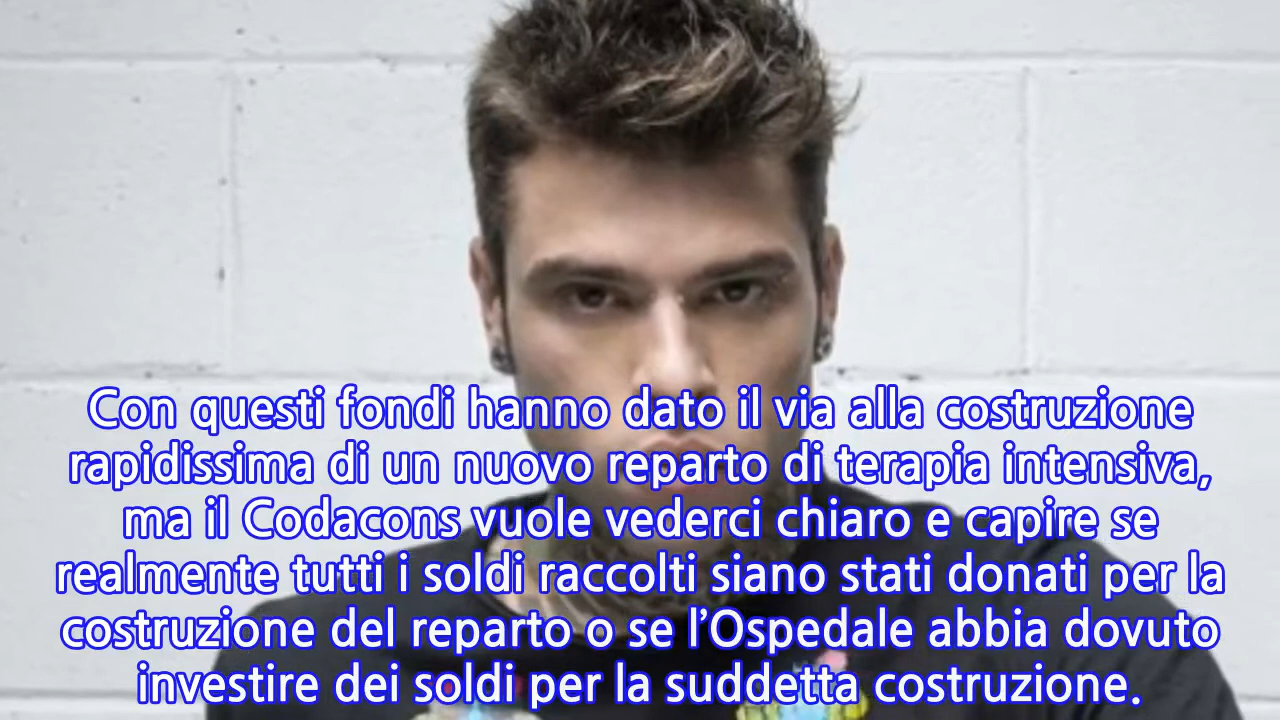 Con questi fondi hanno dato il via alla costruzione
rapidissima di un nuovo reparto di terapia intensiva,
ma il Codacons vuole vederci chiaro e capire se
realmente tutti i soldi raccolti siano stati donati per la
costruzione del reparto o se l’Ospedale abbia dovuto
investire dei soldi per la suddetta costruzione.